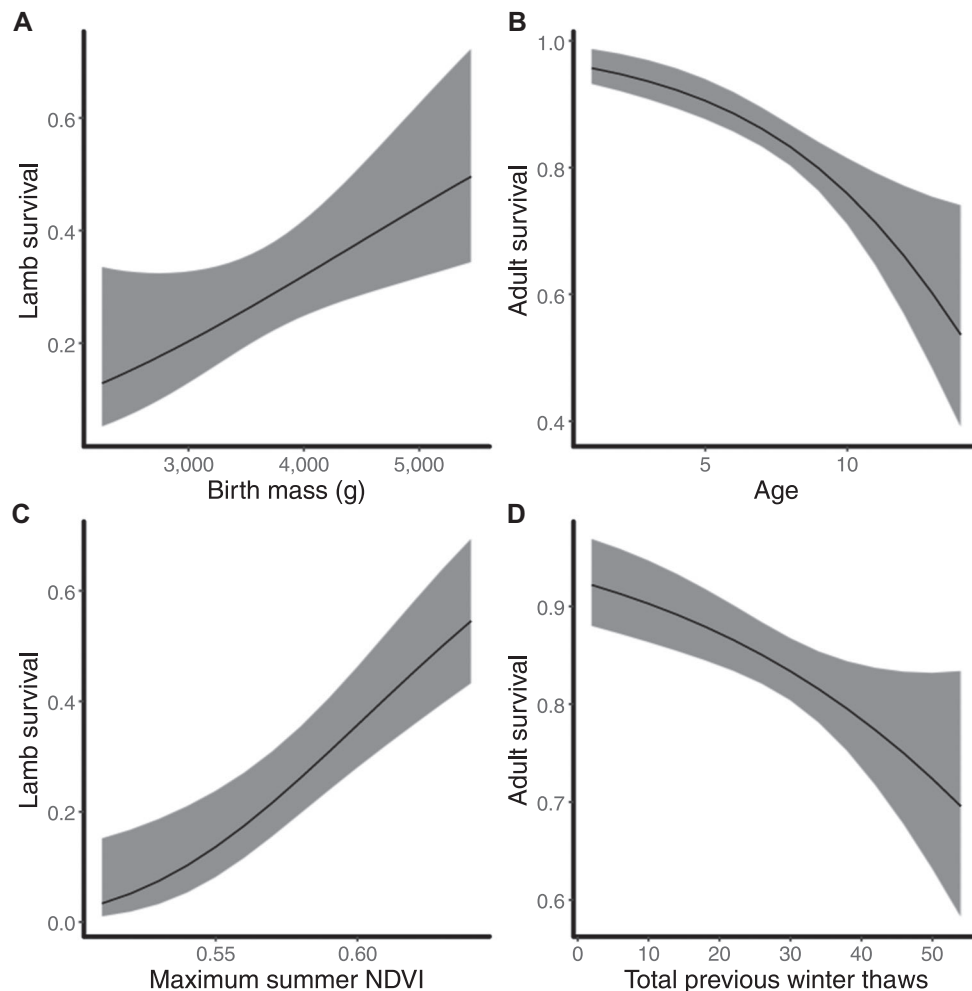 A
Lamb survival
0.6
0.4
0.2
3,000 4,000 5,000
Birth mass (g)
B
Adult survival
1.0
0.8
0.6
0.4
5 10
Age
C
Lamb survival
0.6
0.4
0.2
0.0
0.55 0.60
Maximum summer NDVI
D
Adult survival
0.9
0.8
0.7
0.6
0 10 20 30 40 50
Total previous winter thaws